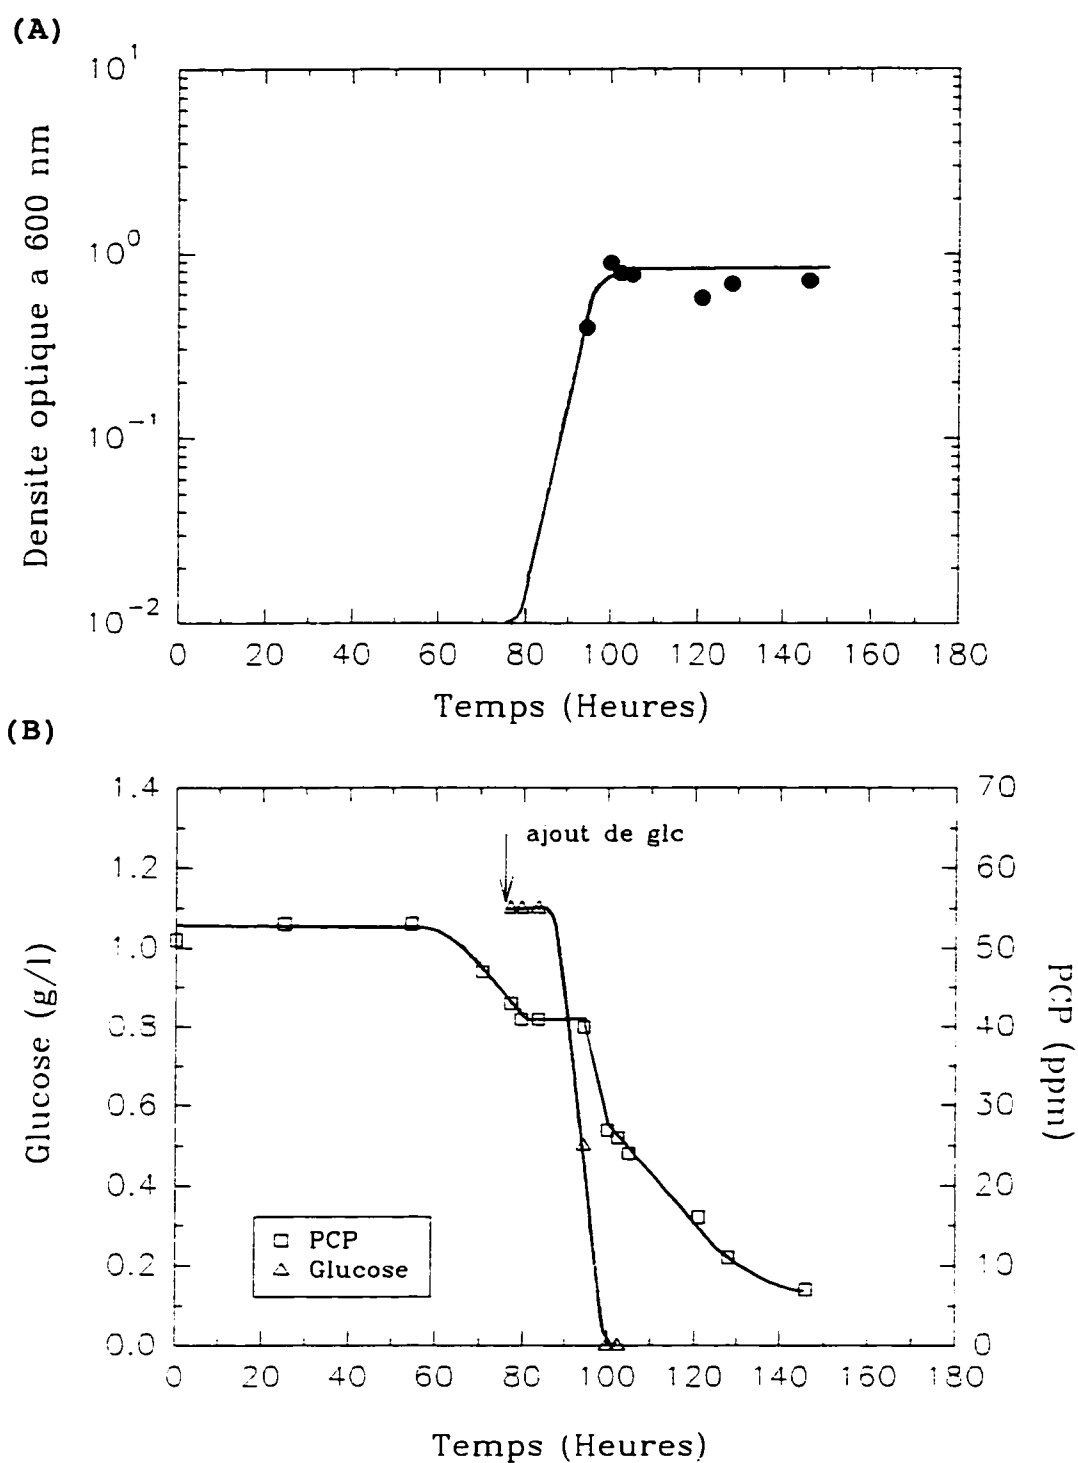 (A)
Densite optique a 600 nm
10^1
10^0
10^-1
10^-2
0 20 40 60 80 100 120 140 160 180
Temps (Heures)
(B)
Glucose (g/l)
1.4
1.2
1.0
0.8
0.6
0.4
0.2
0.0
ajout de glc
PCP
Glucose
70
60
50
40
30
20
10
0
PCP (ppm)
0 20 40 60 80 100 120 140 160 180
Temps (Heures)